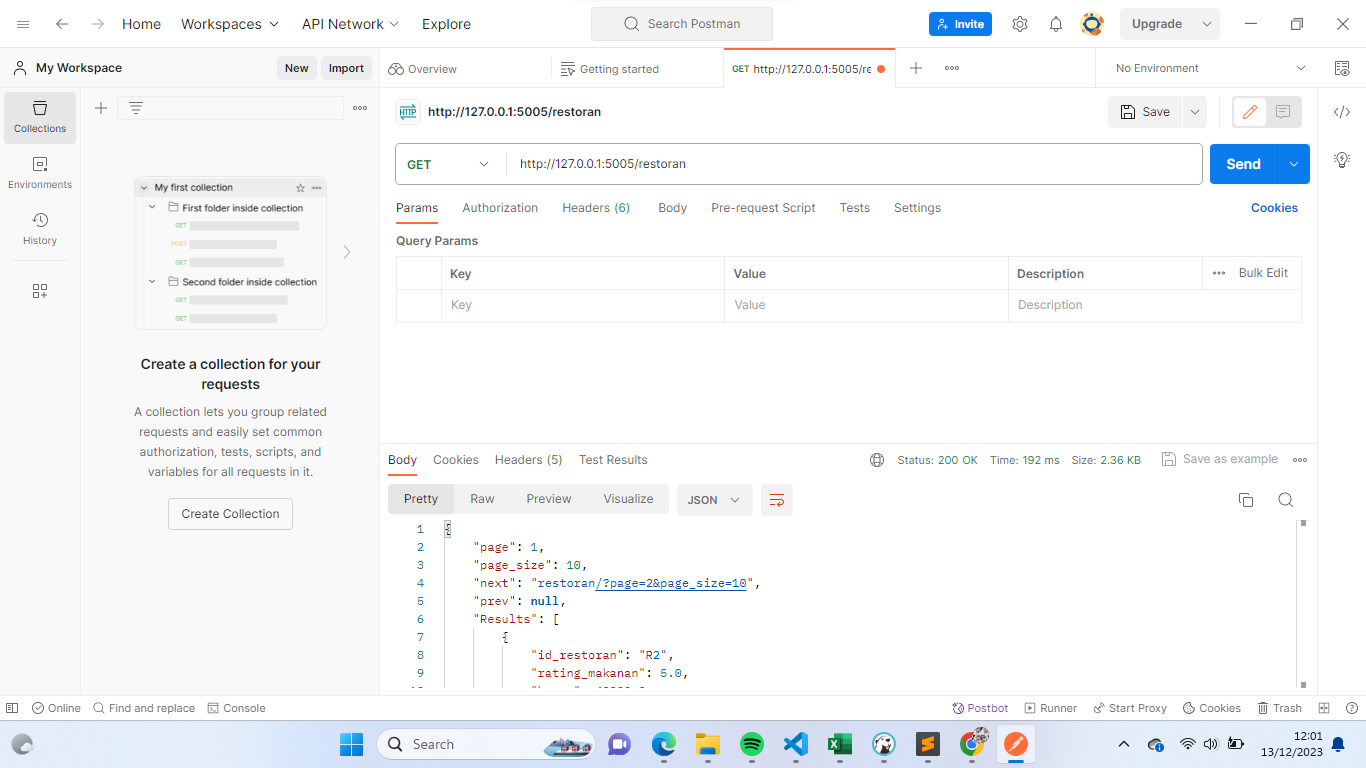 Home Workspaces API Network Explore Search Postman Invite Upgrade
My Workspace New Import Overview Getting started GET http://127.0.0.1:5005/re No Environment
HTTP http://127.0.0.1:5005/restoran Save
Collections
Environments
History
My first collection
First folder inside collection
GET
POST
GET
Second folder inside collection
GET
GET
Create a collection for your
requests
A collection lets you group related
requests and easily set common
authorization, tests, scripts, and
variables for all requests in it.
Create Collection
GET http://127.0.0.1:5005/restoran Send
Params Authorization Headers (6) Body Pre-request Script Tests Settings Cookies
Query Params
Key Value Description Bulk Edit
Key Value Description
Body Cookies Headers (5) Test Results Status: 200 OK Time: 192 ms Size: 2.36 KB Save as example
Pretty Raw Preview Visualize JSON
1 {
2 "page": 1,
3 "page_size": 10,
4 "next": "restoran/?page=2&page_size=10",
5 "prev": null,
6 "Results": [
7 {
8 "id_restoran": "R2",
9 "rating_makanan": 5.0,
Online Find and replace Console Postbot Runner Start Proxy Cookies Trash
Search 12:01
13/12/2023